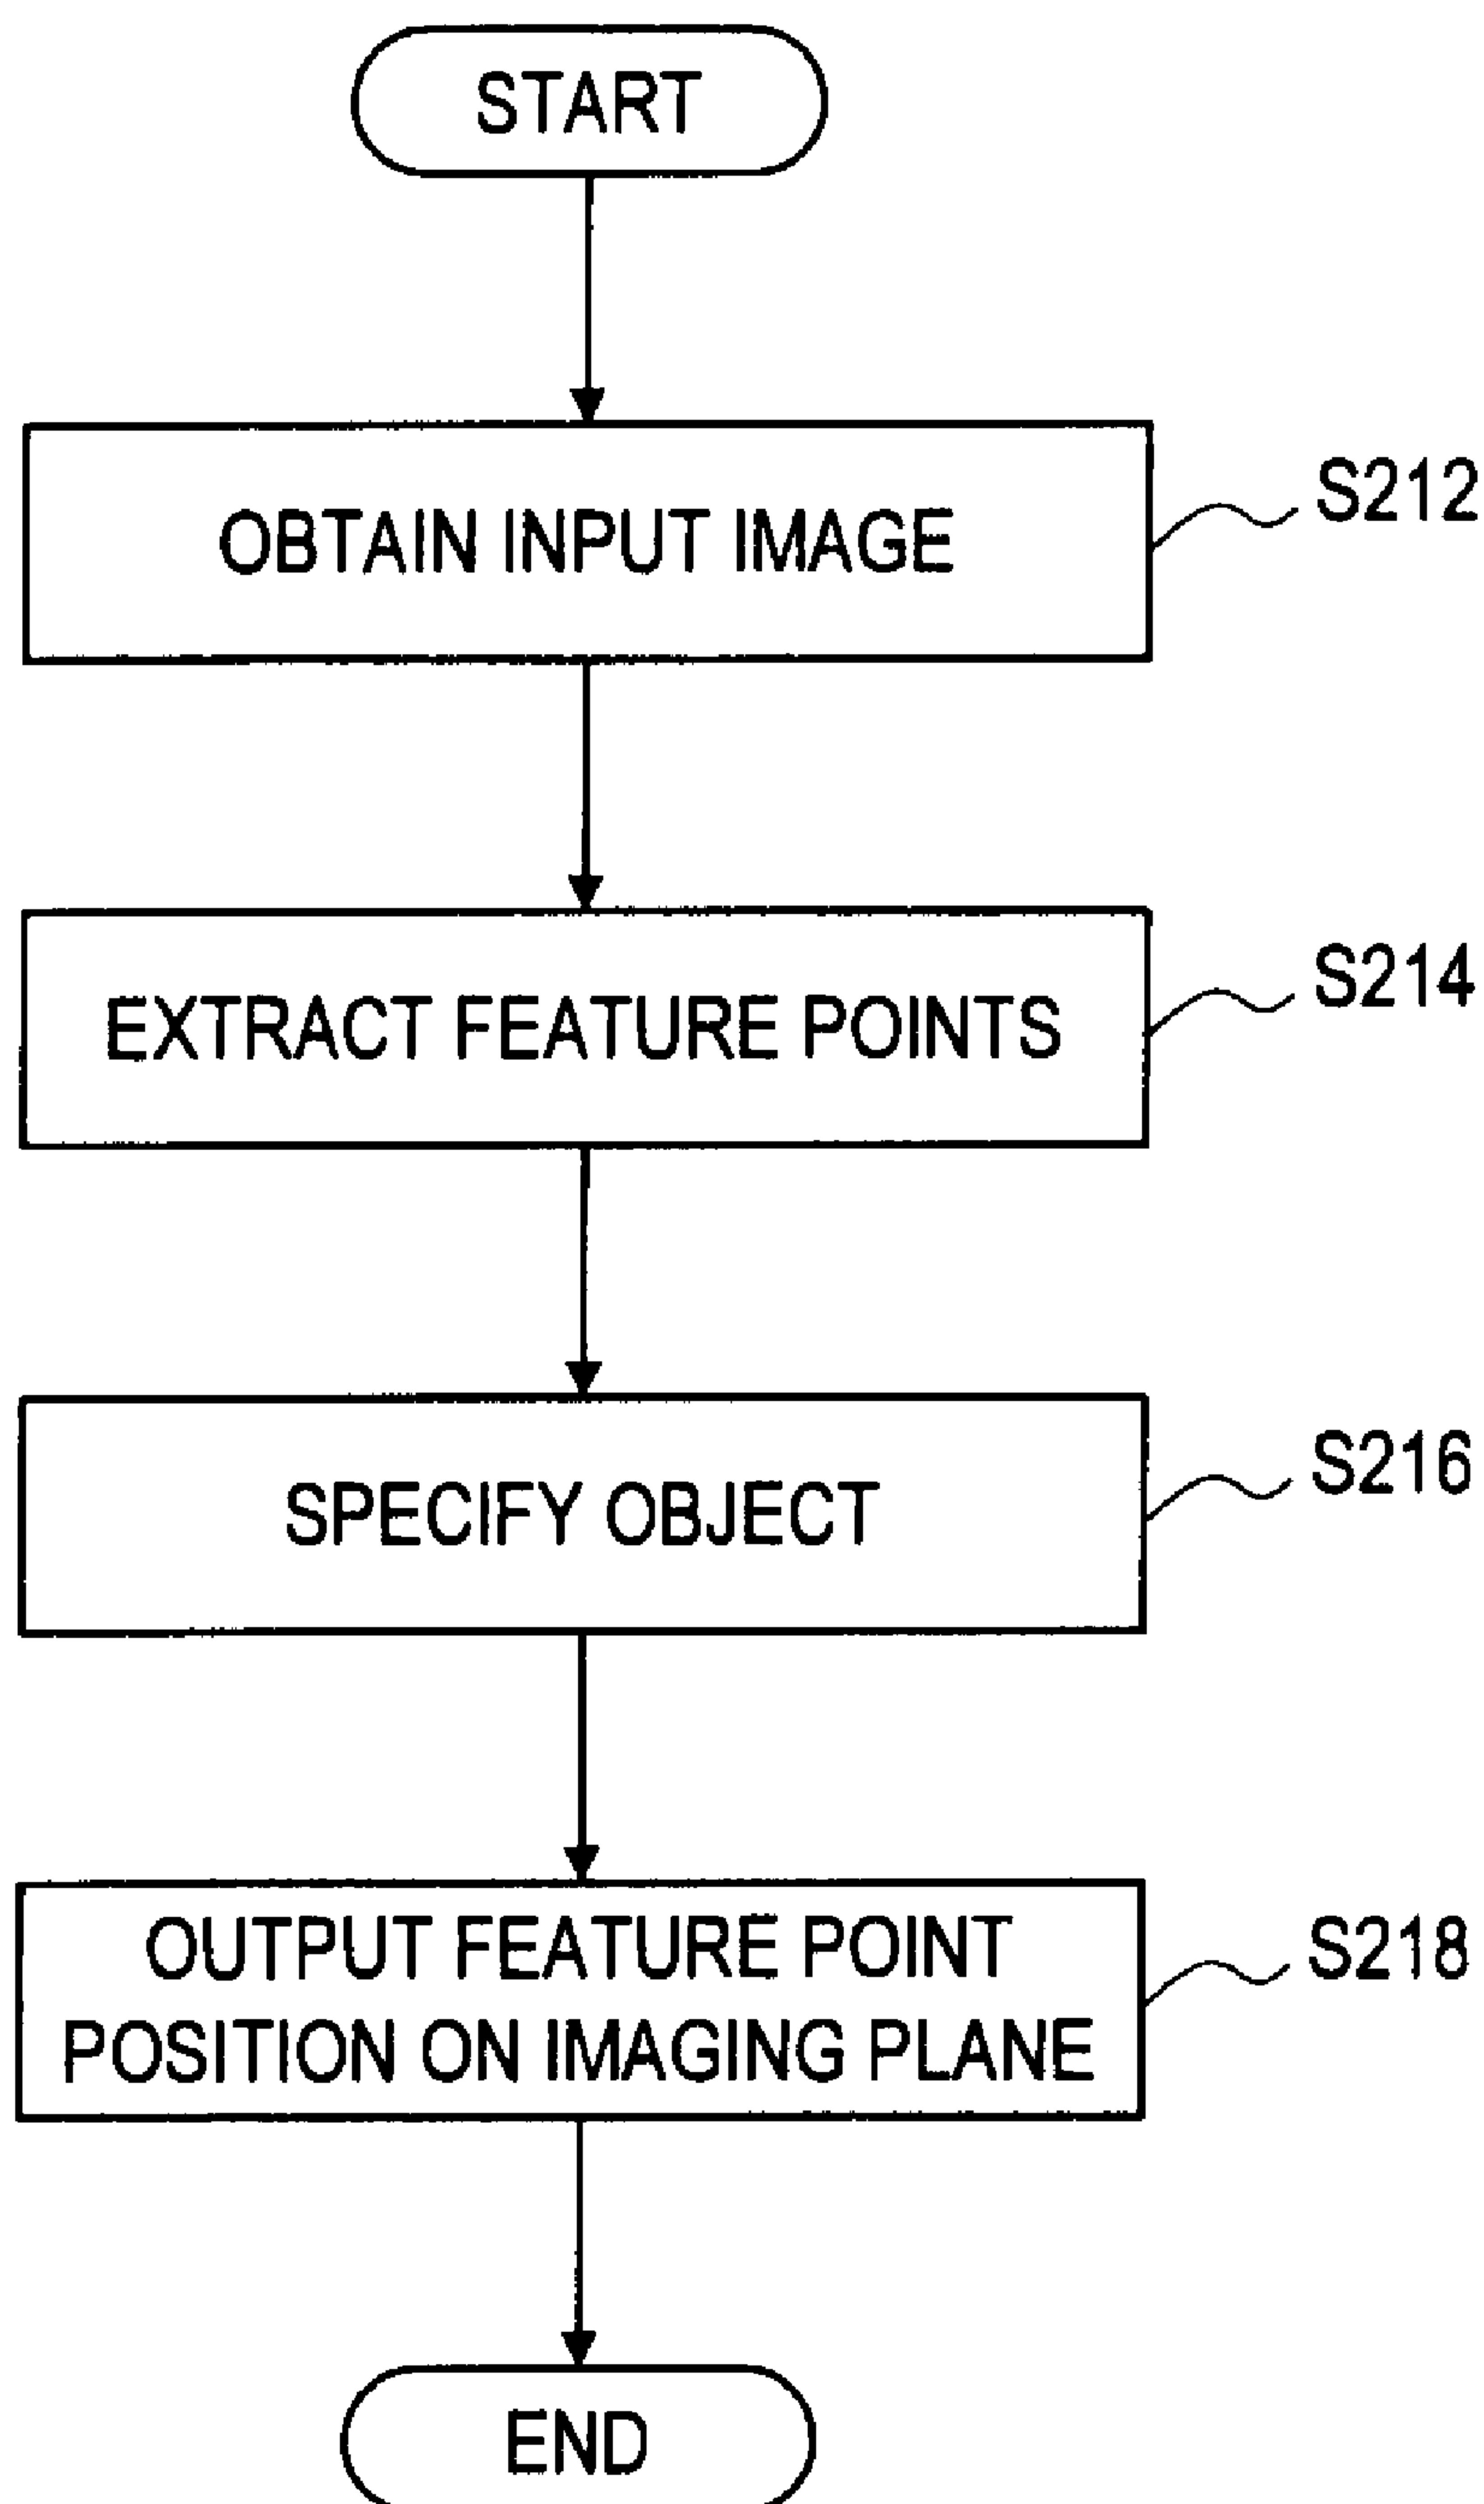 START
OBTAIN INPUT IMAGE
S212
EXTRACT FEATURE POINTS
S214
SPECIFY OBJECT
S216
OUTPUT FEATURE POINT
POSITION ON IMAGING PLANE
S218
END